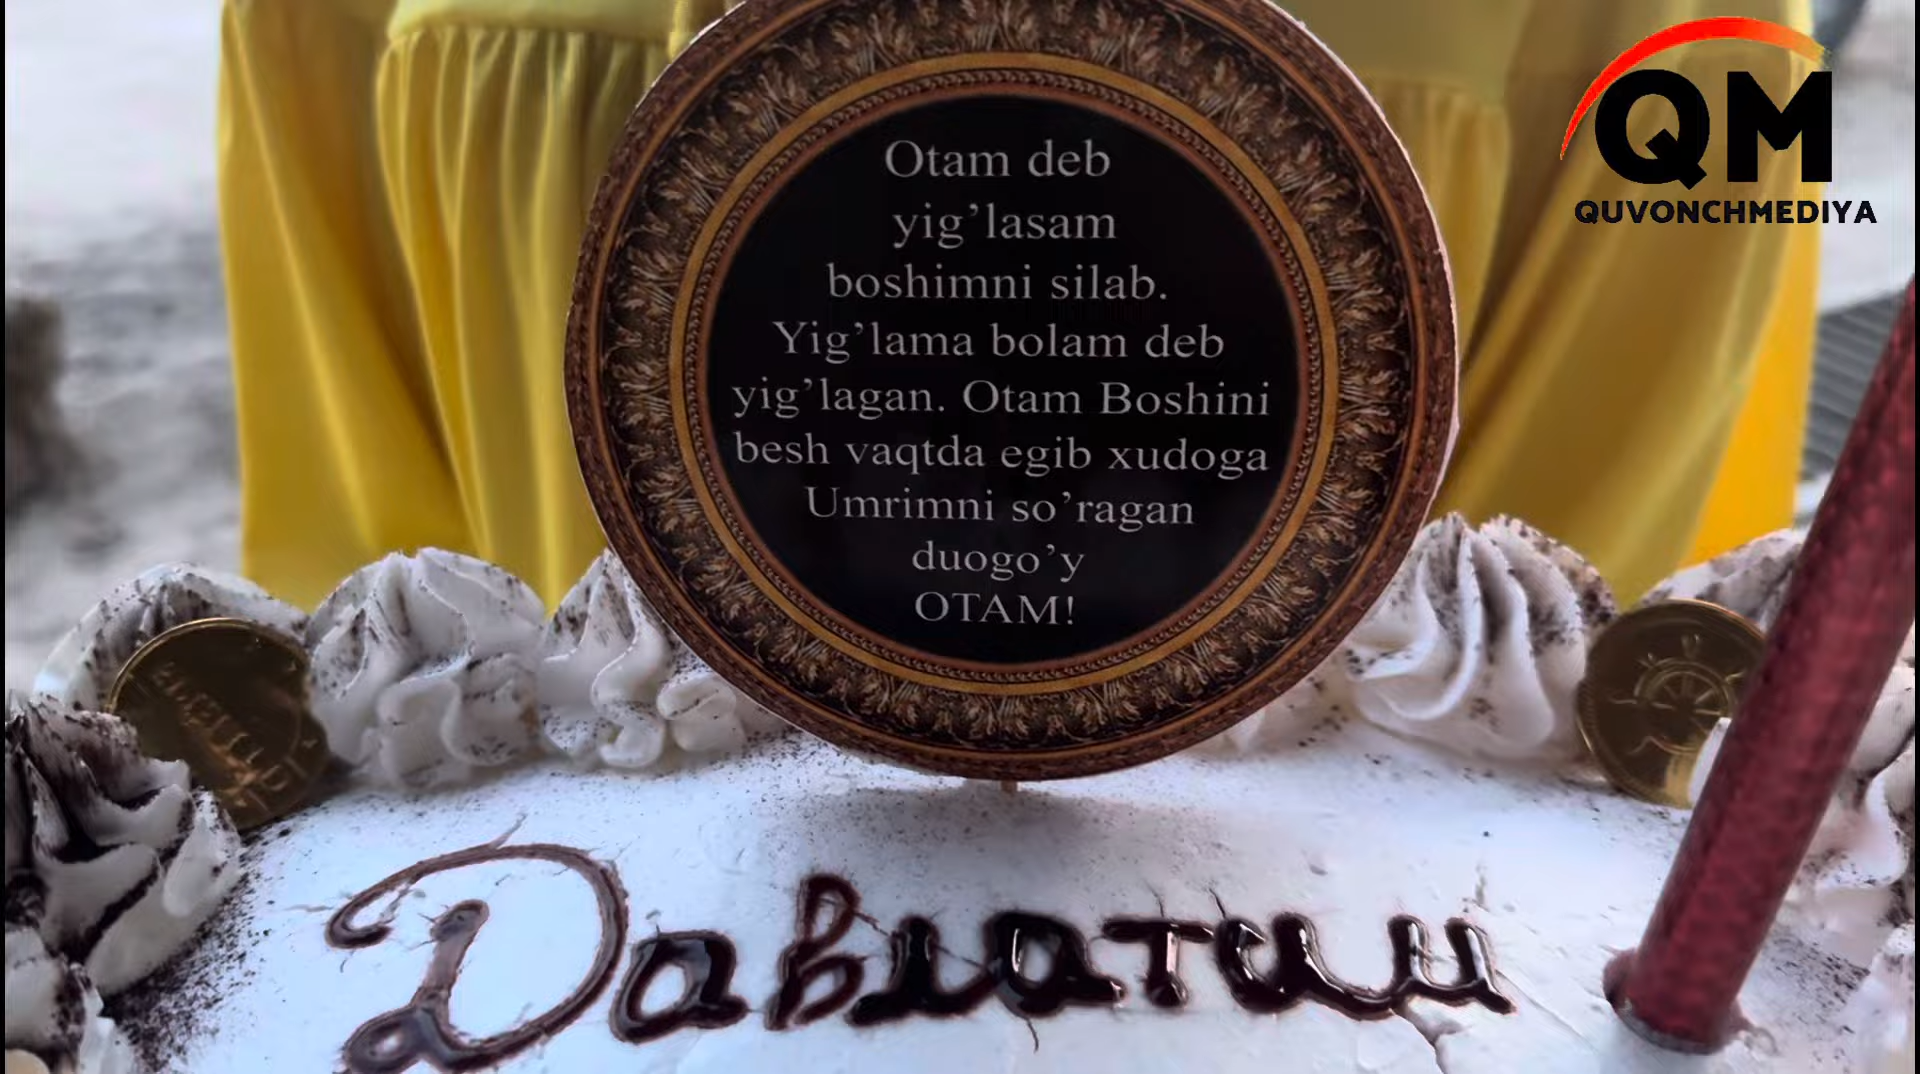 QM
QUVONCHMEDIYA
Otam deb
yig’lasam
boshimni silab.
Yig’lama bolam deb
yig’lagan. Otam Boshini
besh vaqtda egib xudoga
Umrimni so’ragan
duogo’y
OTAM!